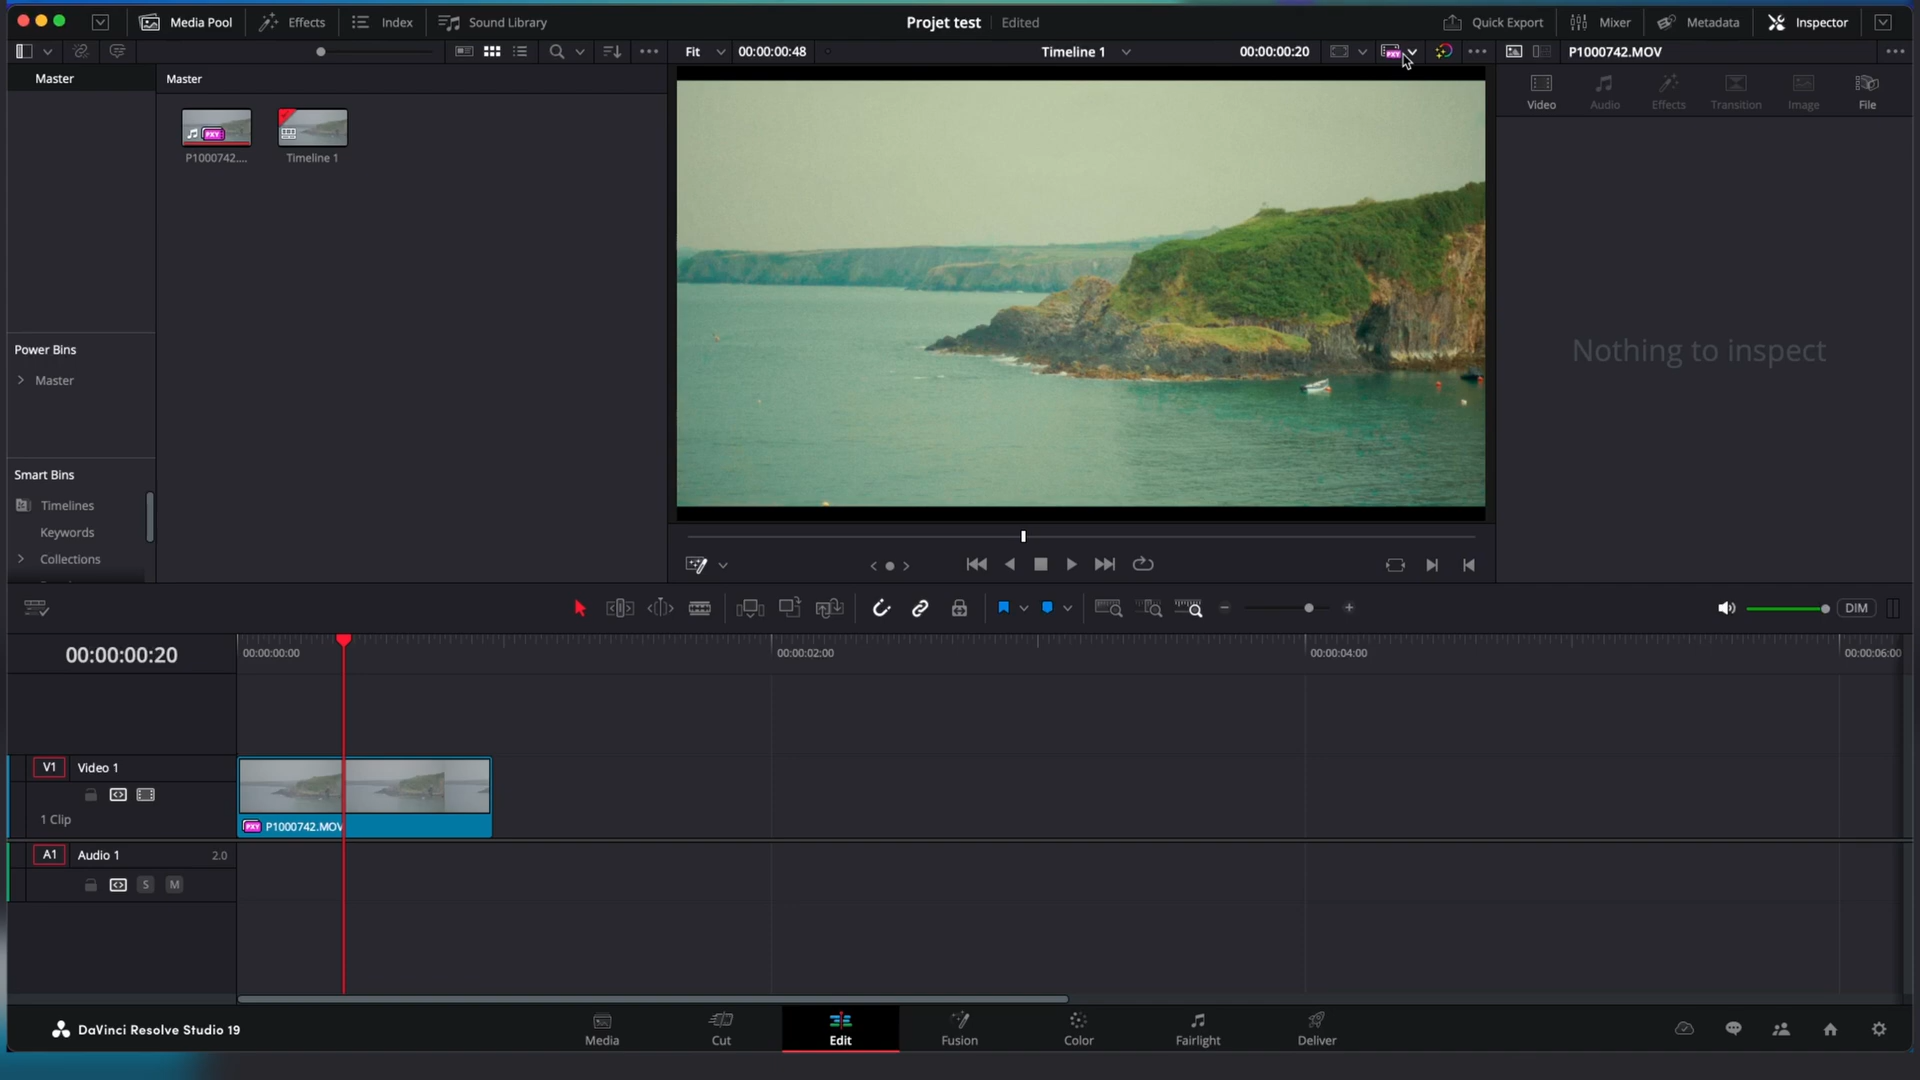 Media Pool
Effects
Index
Sound Library
Projet test
Edited
Quick Export
Mixer
Metadata
Inspector
Fit
00:00:00:48
Timeline 1
00:00:00:20
PXY
P1000742.MOV
Master
Master
Video
Audio
Effects
Transition
Image
File
PXY
P1000742....
Timeline 1
Power Bins
Master
Nothing to inspect
Smart Bins
Timelines
Keywords
Collections
DIM
00:00:00:20
00:00:00:00
00:00:02:00
00:00:04:00
00:00:06:00
V1
Video 1
1 Clip
PXY
P1000742.MOV
A1
Audio 1
2.0
S
M
DaVinci Resolve Studio 19
Media
Cut
Edit
Fusion
Color
Fairlight
Deliver